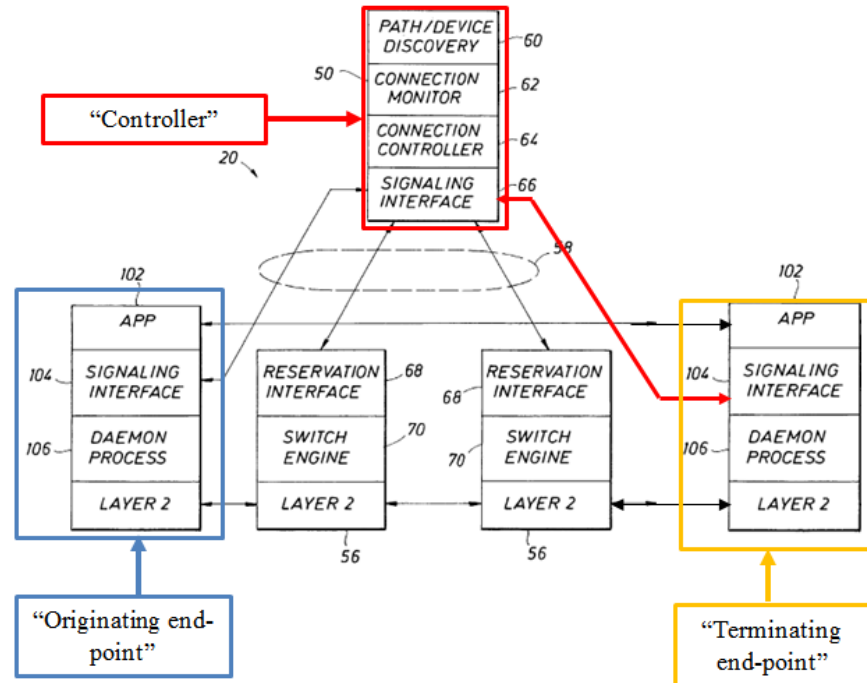 PATH/DEVICE
DISCOVERY
60
50
CONNECTION
MONITOR
62
"Controller"
CONNECTION
CONTROLLER
64
20
SIGNALING
INTERFACE
66
58
102
APP
102
APP
104
SIGNALING
INTERFACE
RESERVATION
INTERFACE
68
RESERVATION
INTERFACE
68
104
SIGNALING
INTERFACE
106
DAEMON
PROCESS
SWITCH
ENGINE
70
70
SWITCH
ENGINE
106
DAEMON
PROCESS
LAYER 2
LAYER 2
LAYER 2
LAYER 2
56
56
“Originating end-
point”
“Terminating
end-point”